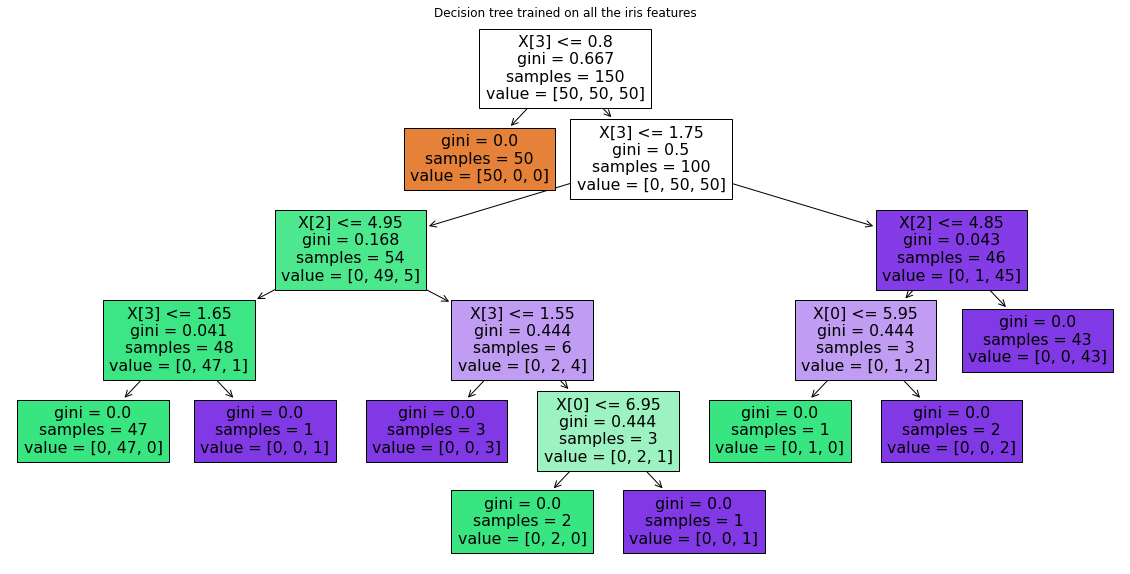 Decision tree trained on all the iris features
X[3] <= 0.8
gini = 0.667
samples = 150
value = [50, 50, 50]
gini = 0.0
samples = 50
value = [50, 0, 0]
X[3] <= 1.75
gini = 0.5
samples = 100
value = [0, 50, 50]
X[2] <= 4.95
gini = 0.168
samples = 54
value = [0, 49, 5]
X[2] <= 4.85
gini = 0.043
samples = 46
value = [0, 1, 45]
X[3] <= 1.65
gini = 0.041
samples = 48
value = [0, 47, 1]
X[3] <= 1.55
gini = 0.444
samples = 6
value = [0, 2, 4]
X[0] <= 5.95
gini = 0.444
samples = 3
value = [0, 1, 2]
gini = 0.0
samples = 43
value = [0, 0, 43]
gini = 0.0
samples = 47
value = [0, 47, 0]
gini = 0.0
samples = 1
value = [0, 0, 1]
gini = 0.0
samples = 3
value = [0, 0, 3]
X[0] <= 6.95
gini = 0.444
samples = 3
value = [0, 2, 1]
gini = 0.0
samples = 1
value = [0, 1, 0]
gini = 0.0
samples = 2
value = [0, 0, 2]
gini = 0.0
samples = 2
value = [0, 2, 0]
gini = 0.0
samples = 1
value = [0, 0, 1]